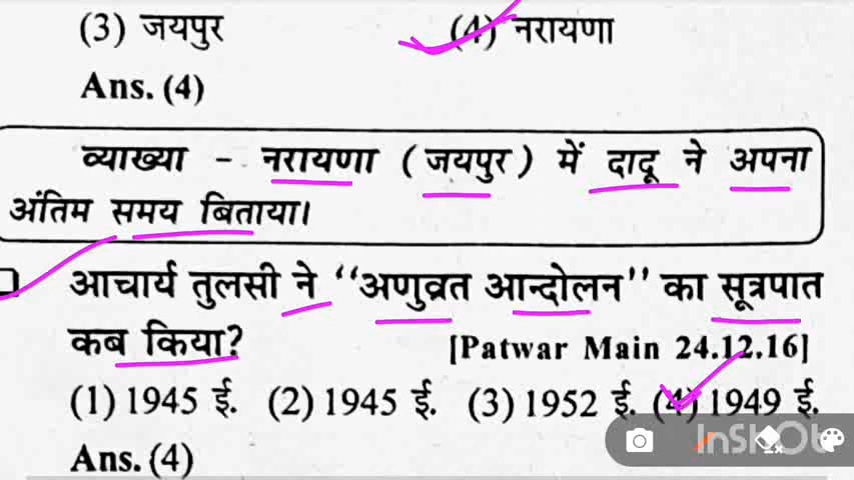 (3) जयपुर (4) नरायणा
Ans. (4)
व्याख्या - नरायणा (जयपुर) में दादू ने अपना
अंतिम समय बिताया।
आचार्य तुलसी ने ‘‘अणुव्रत आन्दोलन’’ का सूत्रपात
कब किया? [Patwar Main 24.12.16]
(1) 1945 ई. (2) 1945 ई. (3) 1952 ई. (4) 1949 ई.
InShot
Ans. (4)